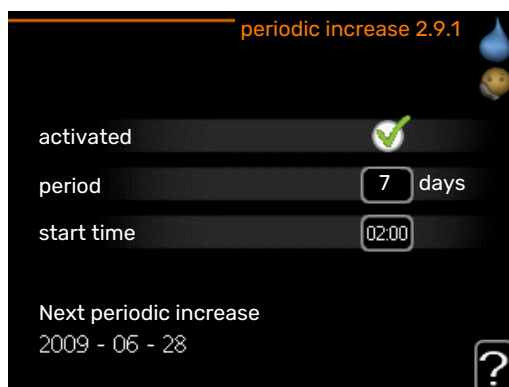 periodic increase 2.9.1
activated
period 7 days
start time 02:00
Next periodic increase
2009 - 06 - 28
?